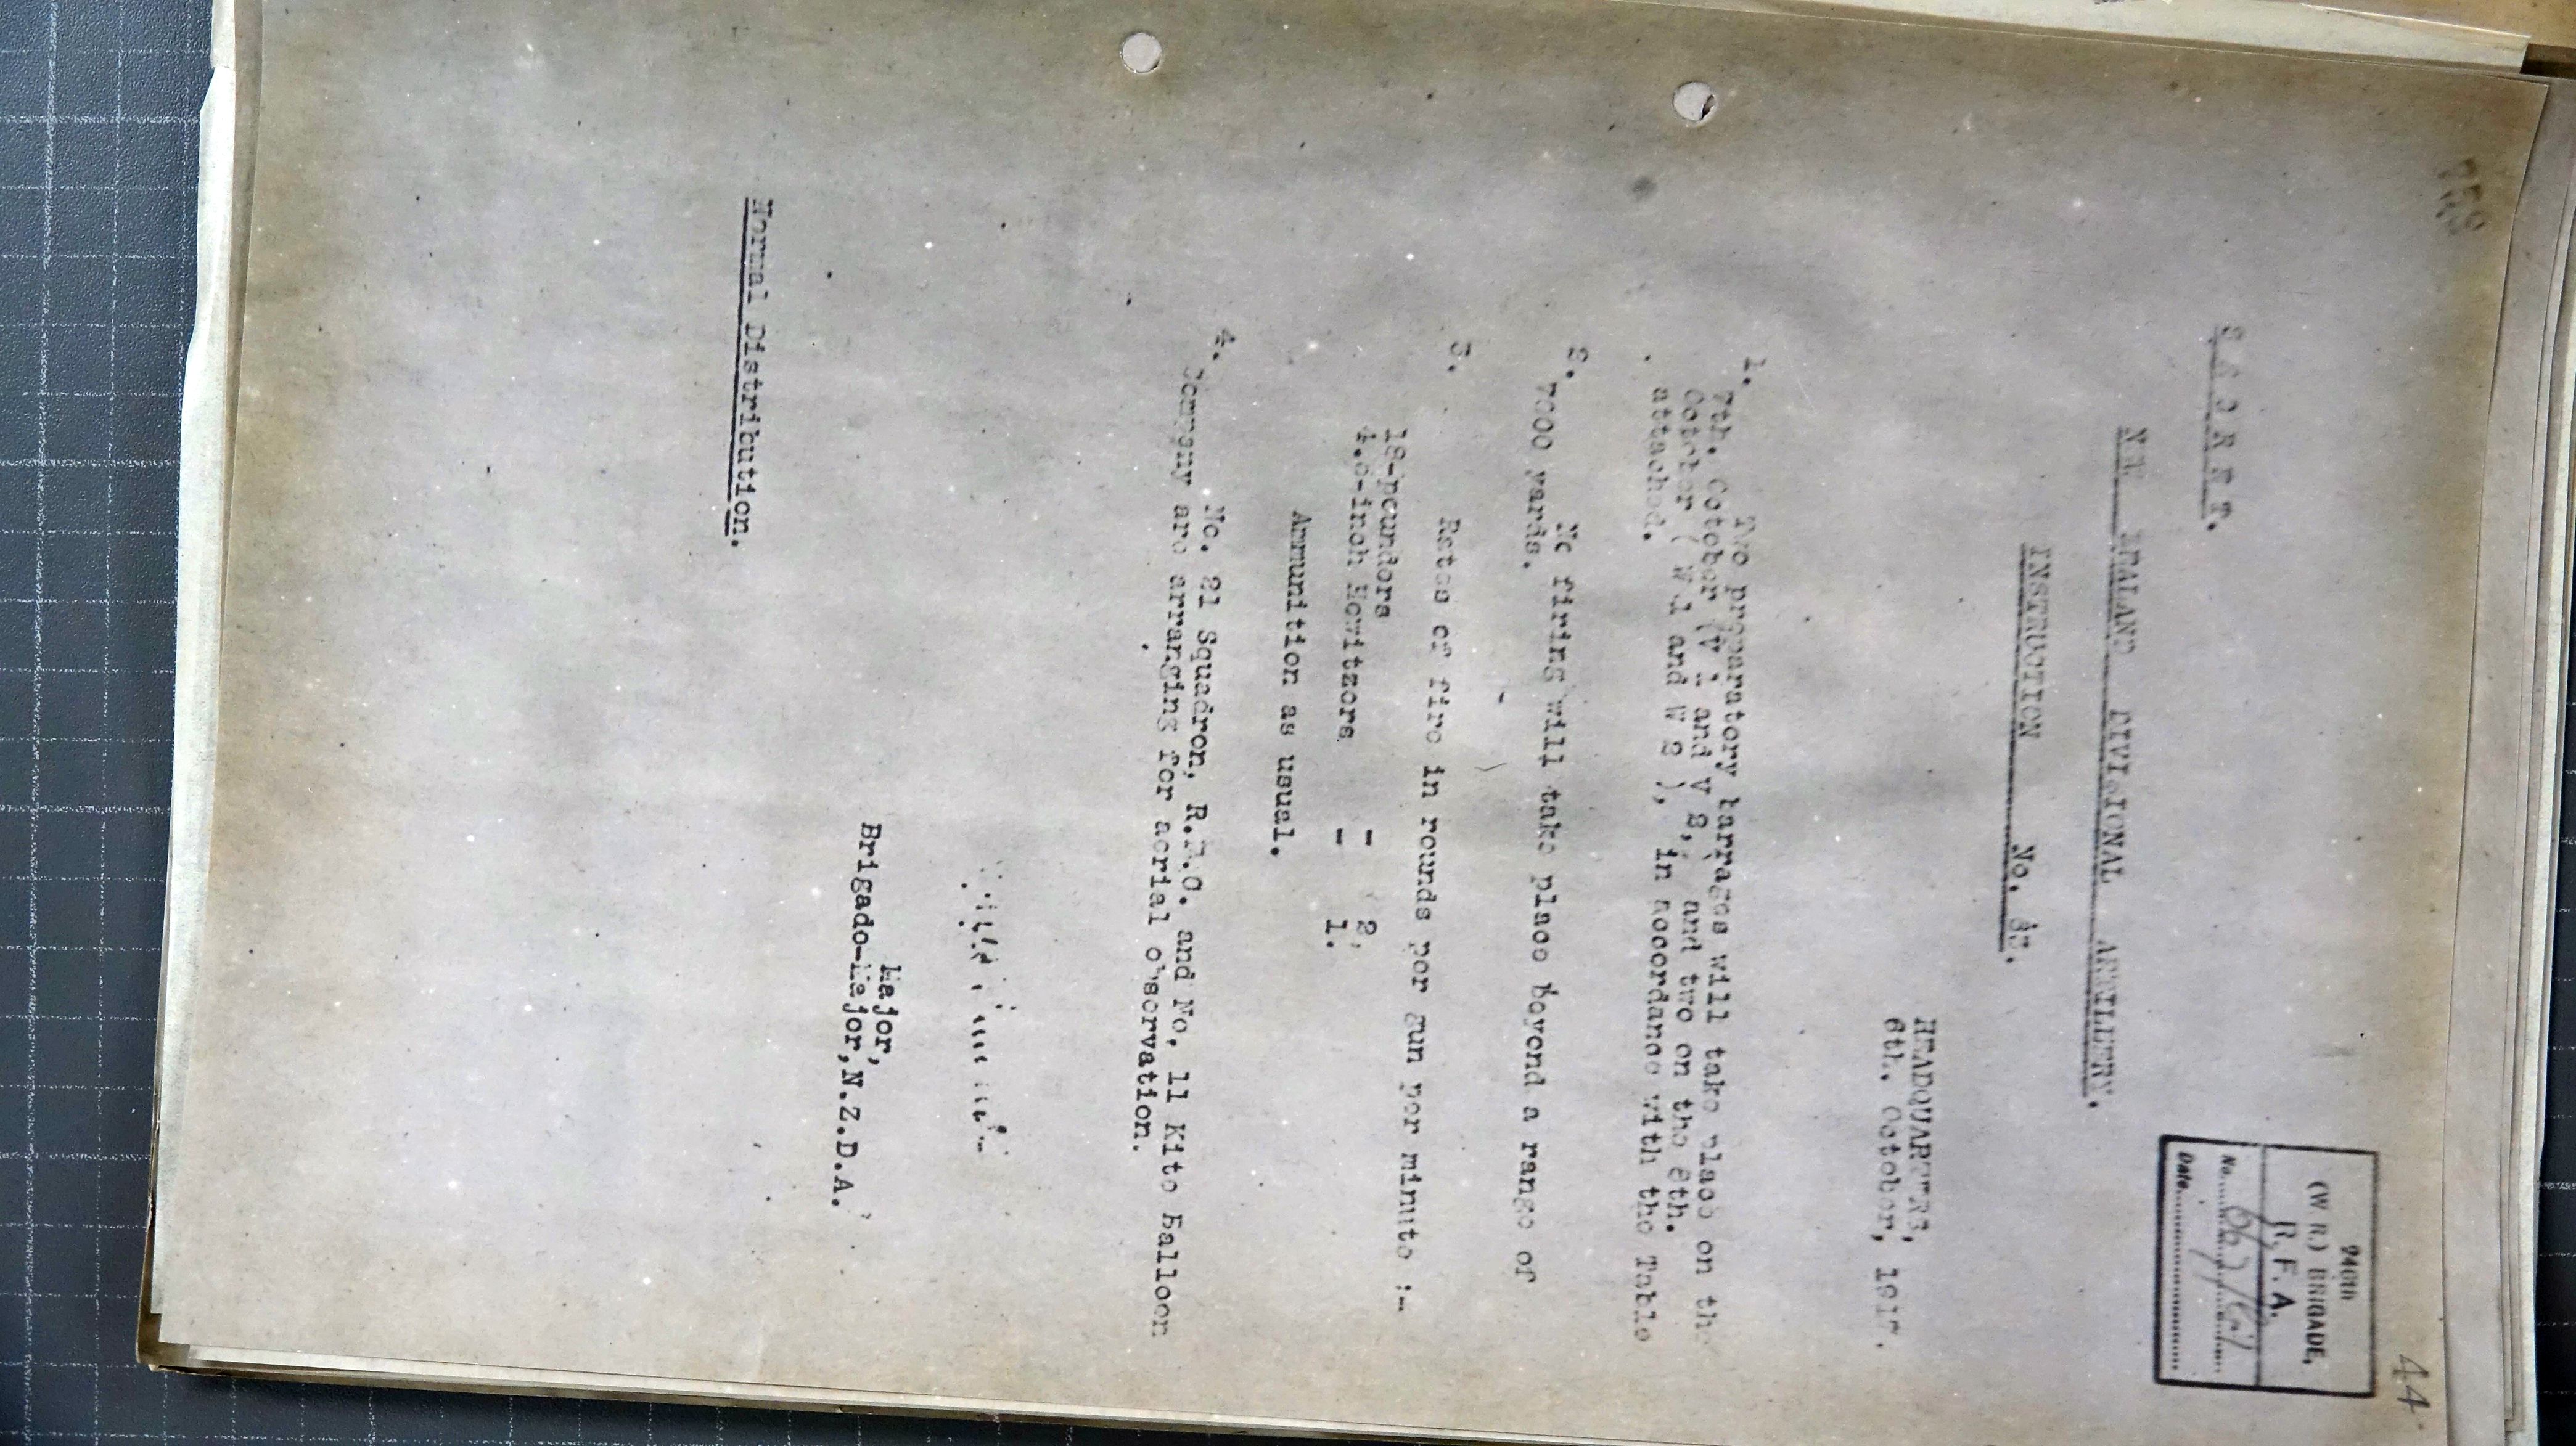 44.
246th
(W R.) BRIGADE,
R. F. A.
No.
Date
S E C R E T.
NEW ZEALAND DIVISIONAL ARTILLERY.
INSTRUCTION No.
HEADQUARTERS,
6th. October, 1917.
1. Two preparatory barrages will take place on the
7th. October (V 1 and V 2, and two on the 8th.
October ( W 1 and W 2 ), in accordance with the Table
attached.
2. No firing will take place beyond a range of
7000 yards.
3. Rates of fire in rounds per gun per minute :-
18-pounders - 2,
4.5-inch Howitzers - 1.
Ammunition as usual.
4. No. 21 Squadron, R.F.C. and No. 11 Kite Balloon
Company are arranging for aerial observation.
Major,
Brigade-Major, N.Z.D.A.
Normal Distribution.